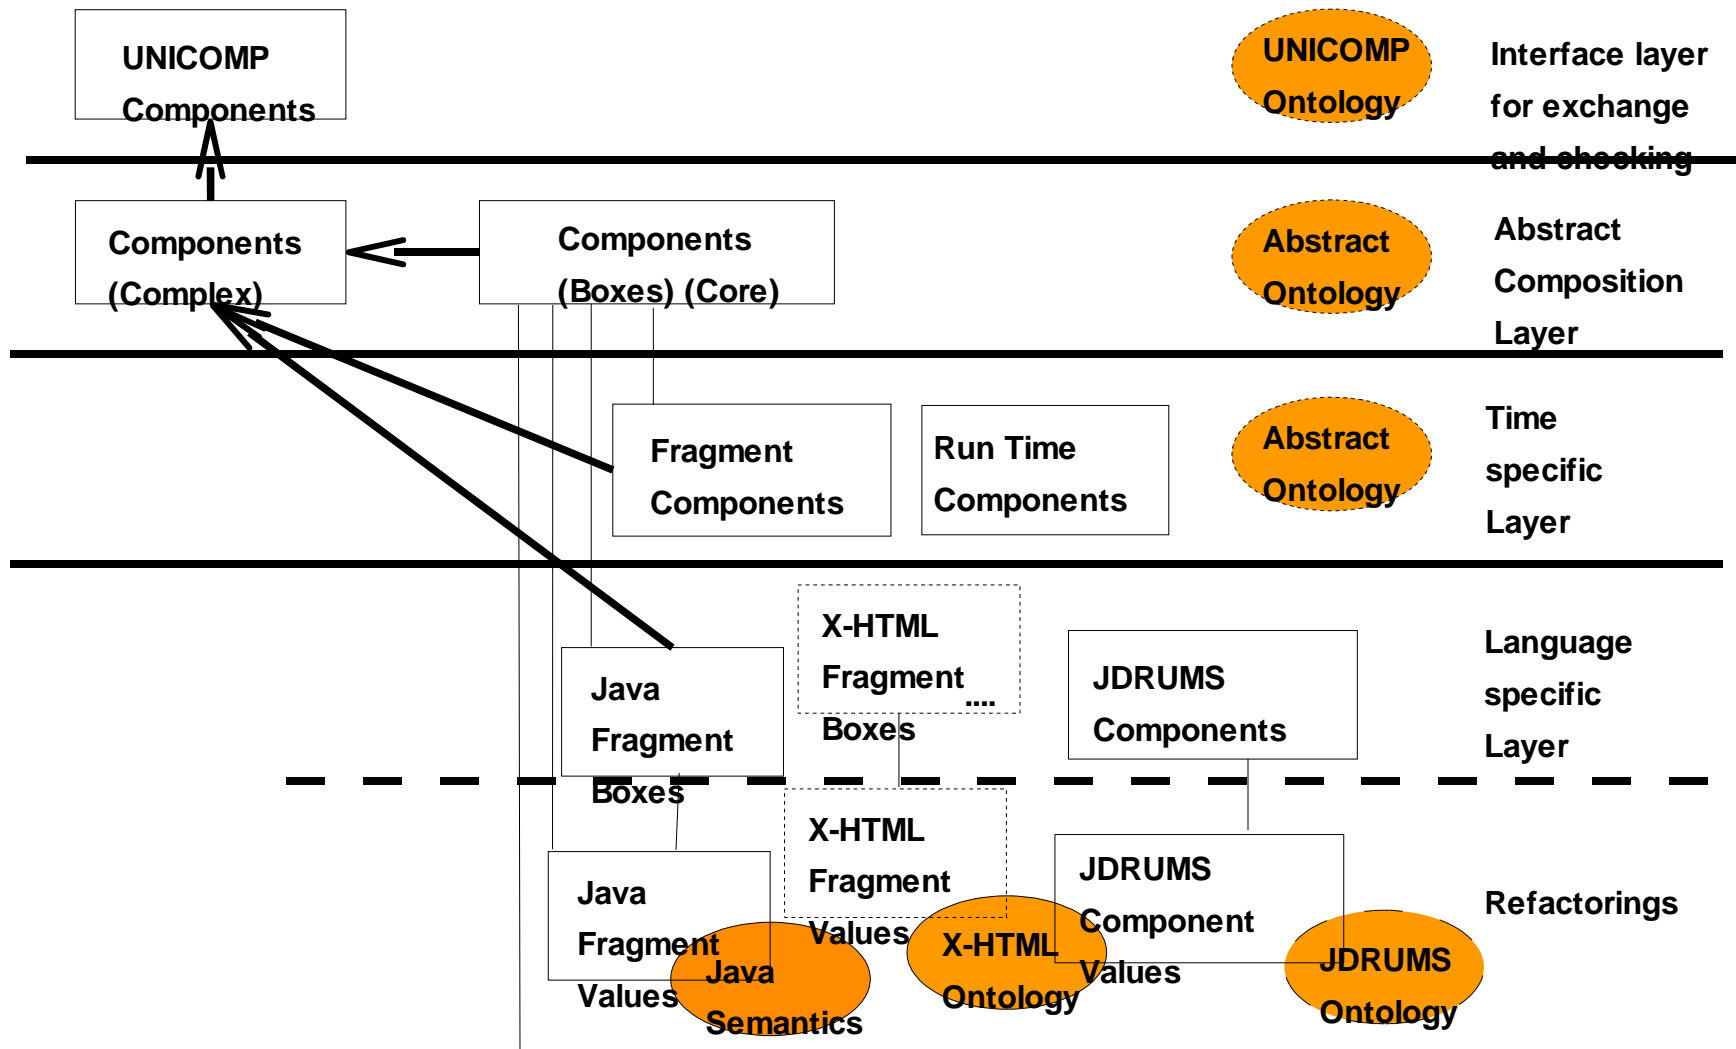 UNICOMP
Components
UNICOMP
Ontology
Interface layer
for exchange
and checking
Components
(Complex)
Components
(Boxes) (Core)
Abstract
Ontology
Abstract
Composition
Layer
Fragment
Components
Run Time
Components
Abstract
Ontology
Time
specific
Layer
Java
Fragment
Boxes
X-HTML
Fragment
Boxes
....
JDRUMS
Components
Language
specific
Layer
Java
Fragment
Values
Java
Semantics
X-HTML
Fragment
Values
X-HTML
Ontology
JDRUMS
Component
Values
JDRUMS
Ontology
Refactorings